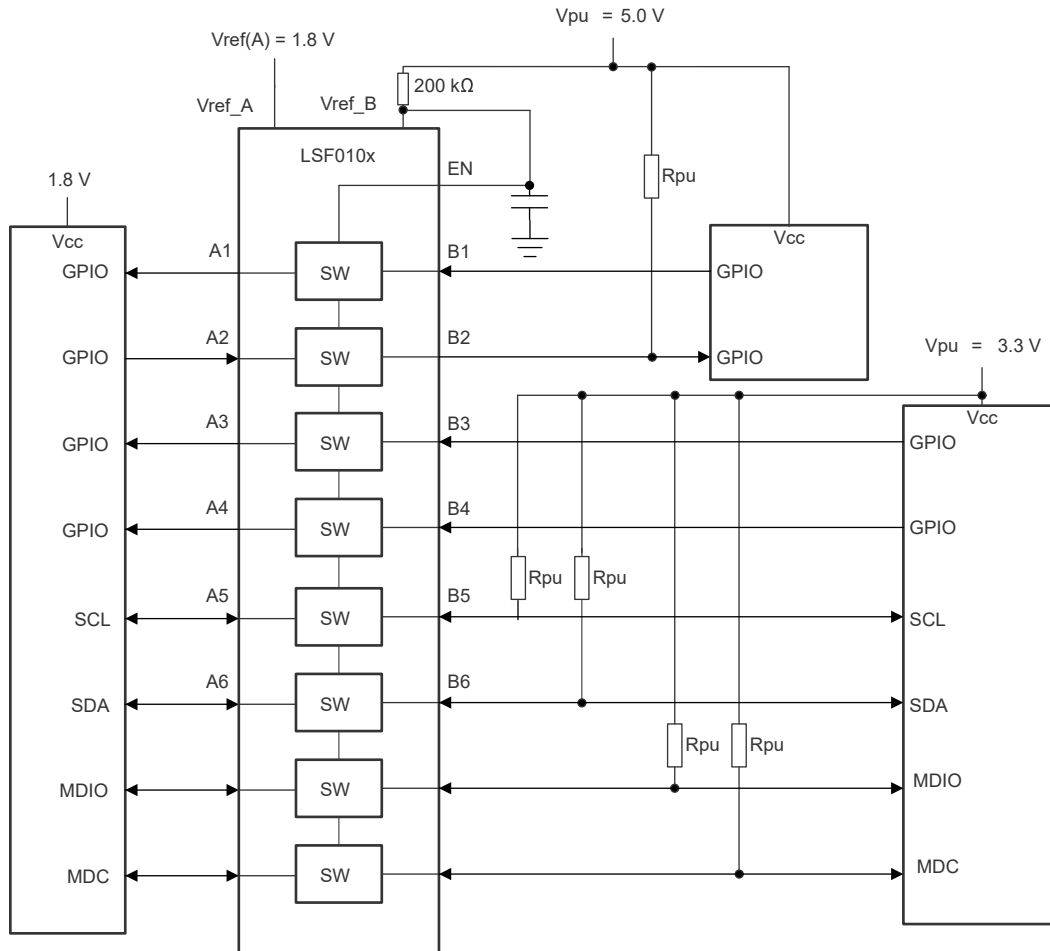 Vpu = 5.0 V
Vref(A) = 1.8 V
200 kΩ
Vref_A
Vref_B
LSF010x
EN
Rpu
1.8 V
Vcc
Vcc
GPIO
A1
SW
B1
GPIO
GPIO
A2
SW
B2
GPIO
Vpu = 3.3 V
Vcc
GPIO
A3
SW
B3
GPIO
GPIO
A4
SW
B4
GPIO
Rpu
Rpu
SCL
A5
SW
B5
SCL
SDA
A6
SW
B6
SDA
Rpu
Rpu
MDIO
SW
MDIO
MDC
SW
MDC